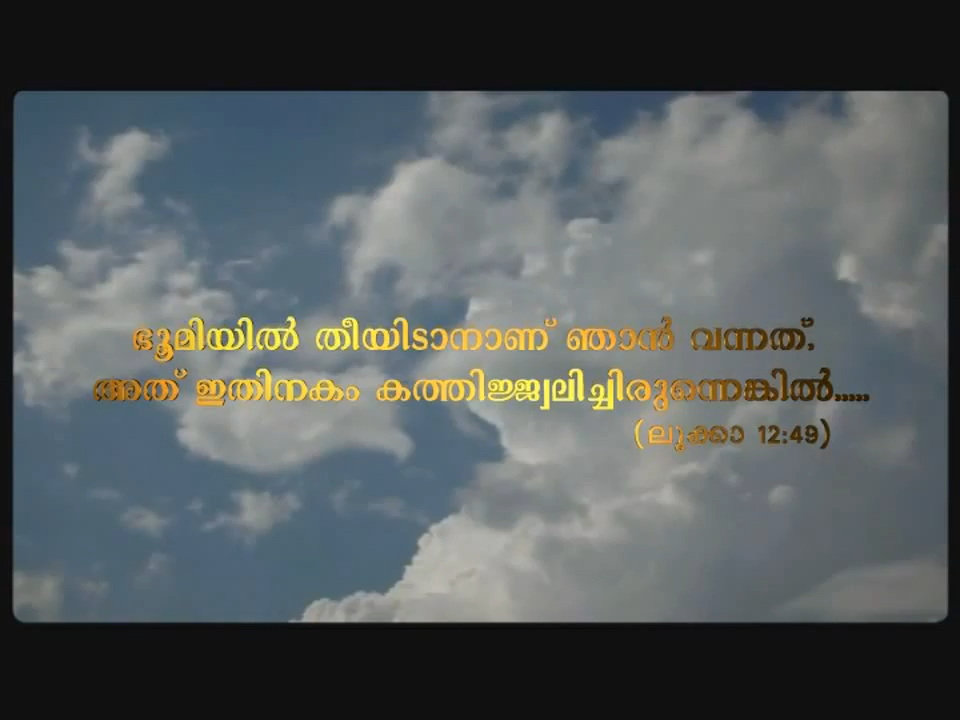 ഭൂമിയിൽ തീയിടാനാണ് ഞാൻ വന്നത്.
അത് ഇതിനകം കത്തിജ്ജ്വലിച്ചിരുന്നെങ്കിൽ.....
(ലൂക്കാ 12:49)